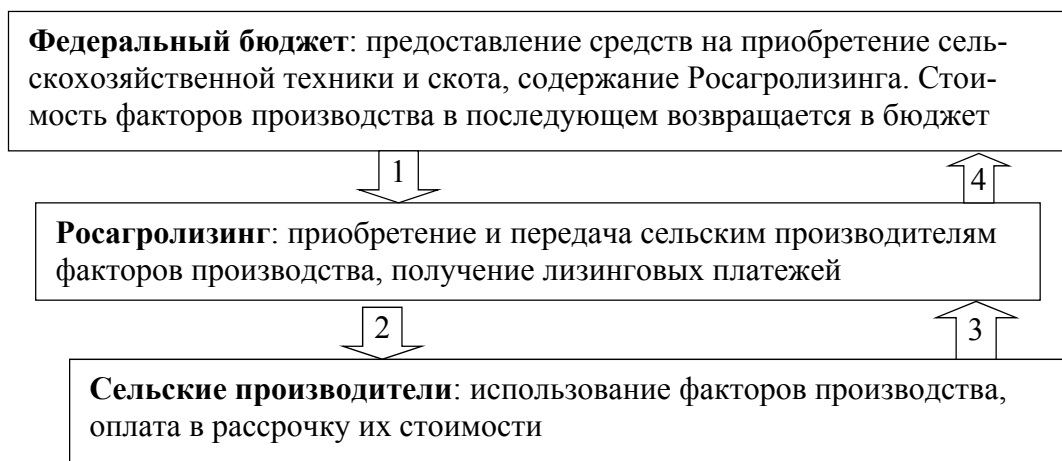 Федеральный бюджет: предоставление средств на приобретение сель-
скохозяйственной техники и скота, содержание Росагролизинга. Стои-
мость факторов производства в последующем возвращается в бюджет
1
4
Росагролизинг: приобретение и передача сельским производителям
факторов производства, получение лизинговых платежей
2
3
Сельские производители: использование факторов производства,
оплата в рассрочку их стоимости